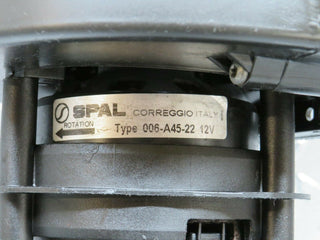 SPAL CORREGGIO ITALY
ROTATION
Type 006-A45-22 12V